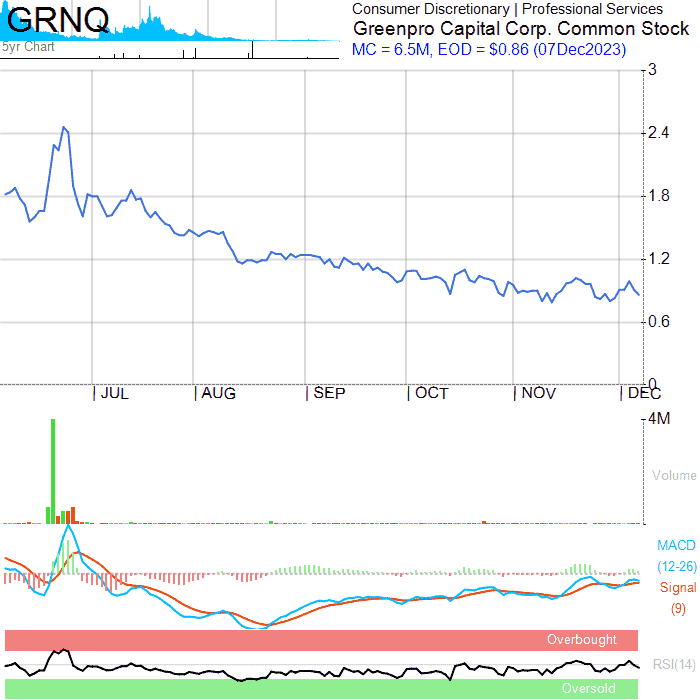 GRNQ
5yr Chart
Consumer Discretionary | Professional Services
Greenpro Capital Corp. Common Stock
MC = 6.5M, EOD = $0.86 (07Dec2023)
3
2.4
1.8
1.2
0.6
0
JUL AUG SEP OCT NOV DEC
4M
Volume
MACD
(12-26)
Signal
(9)
Overbought
RSI(14)
Oversold